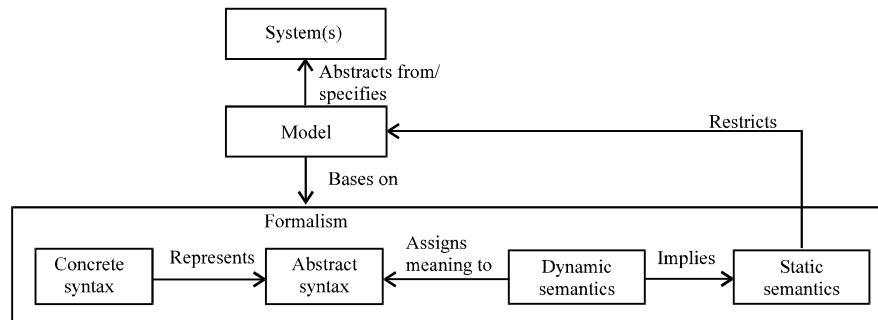 System(s)
Abstracts from/
specifies
Model
Restricts
Bases on
Formalism
Concrete
syntax
Represents
Abstract
syntax
Assigns
meaning to
Dynamic
semantics
Implies
Static
semantics